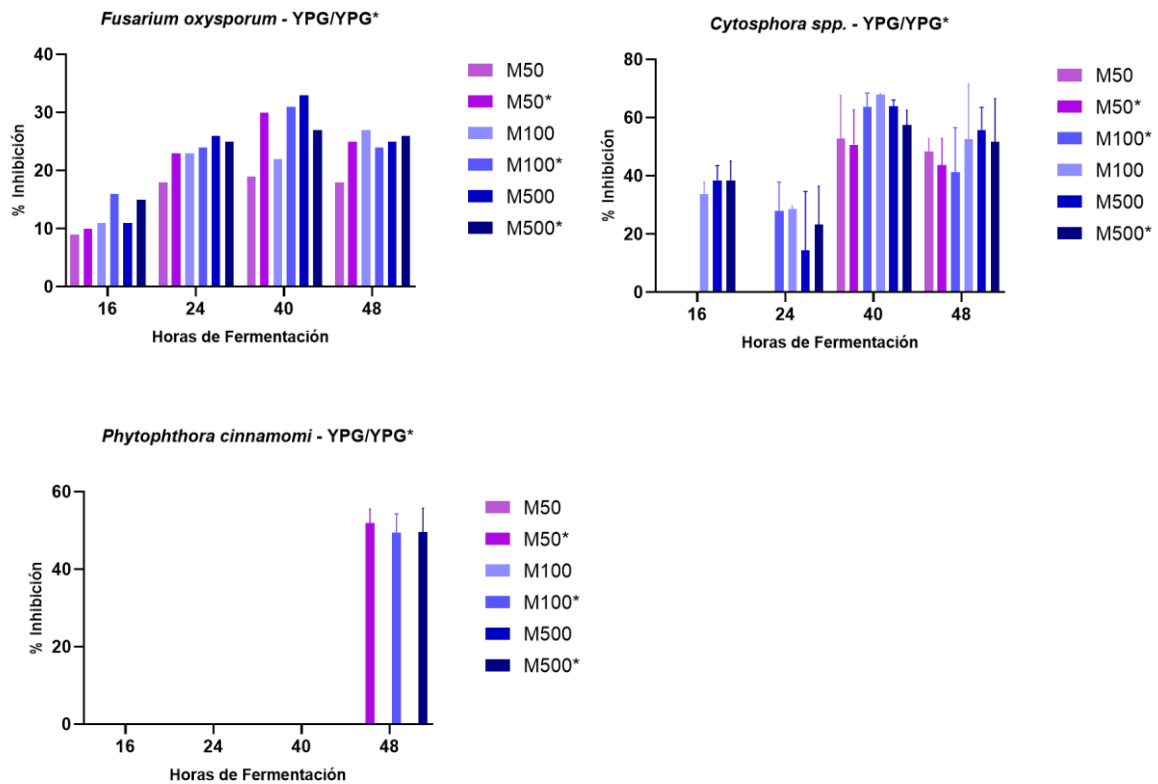 Fusarium oxysporum - YPG/YPG*
% Inhibición
40
30
20
10
0
16 24 40 48
Horas de Fermentación
M50
M50*
M100
M100*
M500
M500*
Cytosphora spp. - YPG/YPG*
% Inhibición
80
60
40
20
0
16 24 40 48
Horas de Fermentación
M50
M50*
M100*
M100
M500
M500*
Phytophthora cinnamomi - YPG/YPG*
% Inhibición
60
40
20
0
16 24 40 48
Horas de Fermentación
M50
M50*
M100
M100*
M500
M500*